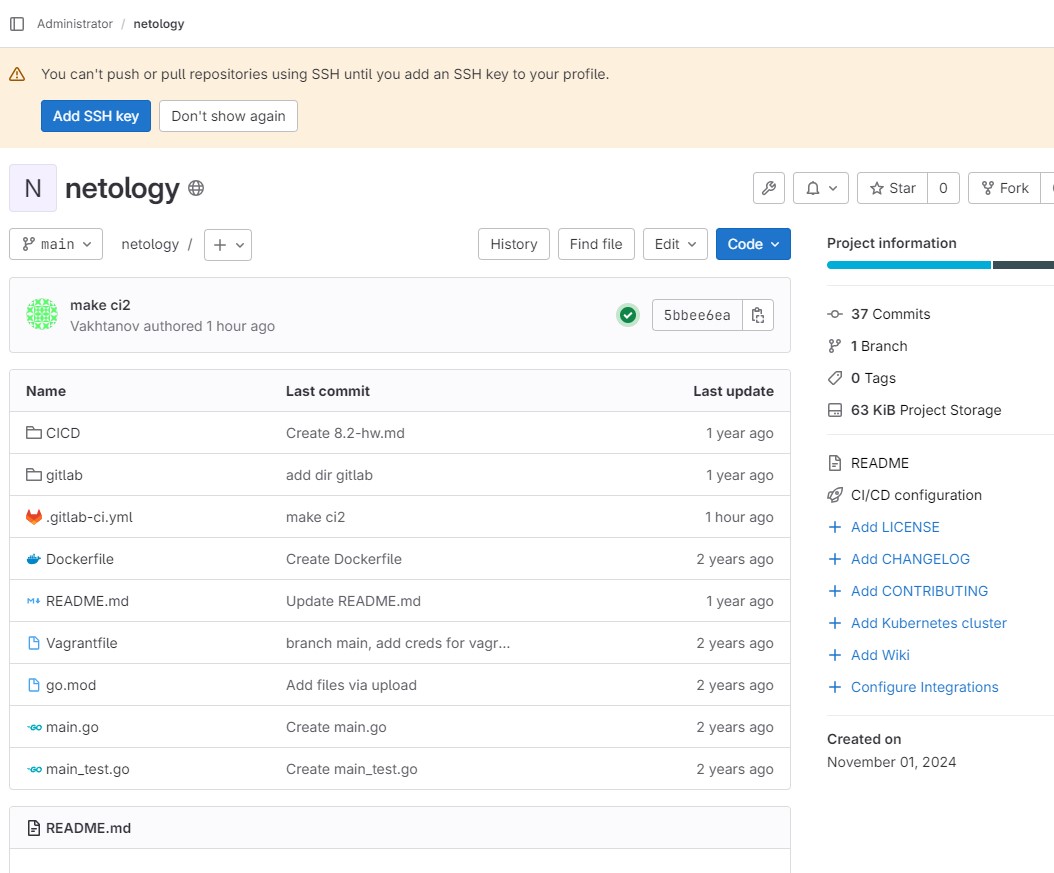 Administrator / netology
You can't push or pull repositories using SSH until you add an SSH key to your profile.
Add SSH key Don't show again
N netology
Star 0 Fork
main netology / +
History Find file Edit Code
make ci2
Vakhtanov authored 1 hour ago
5bbee6ea
Name Last commit Last update
CICD Create 8.2-hw.md 1 year ago
gitlab add dir gitlab 1 year ago
.gitlab-ci.yml make ci2 1 hour ago
Dockerfile Create Dockerfile 2 years ago
README.md Update README.md 1 year ago
Vagrantfile branch main, add creds for vagr... 2 years ago
go.mod Add files via upload 2 years ago
main.go Create main.go 2 years ago
main_test.go Create main_test.go 2 years ago
README.md
Project information
37 Commits
1 Branch
0 Tags
63 KiB Project Storage
README
CI/CD configuration
+ Add LICENSE
+ Add CHANGELOG
+ Add CONTRIBUTING
+ Add Kubernetes cluster
+ Add Wiki
+ Configure Integrations
Created on
November 01, 2024